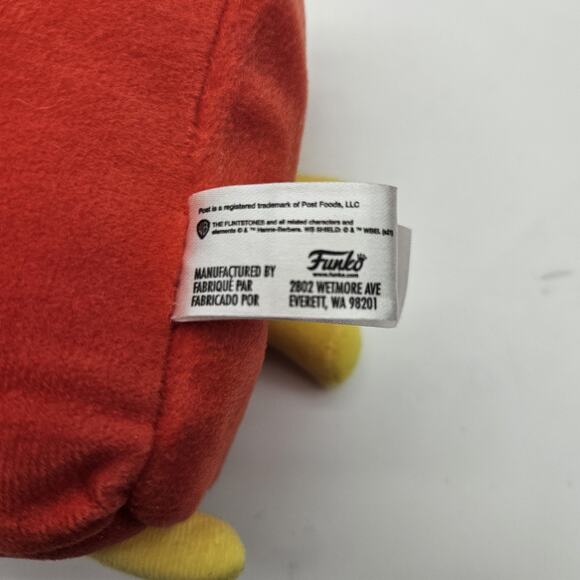 Post is a registered trademark of Post Foods, LLC
THE FLINTSTONES and all related characters and
elements © & ™ Hanna-Barbera. WB SHIELD: © & ™ WBEI. (s21)
Funko
www.funko.com
MANUFACTURED BY
FABRIQUÉ PAR
FABRICADO POR
2802 WETMORE AVE
EVERETT, WA 98201